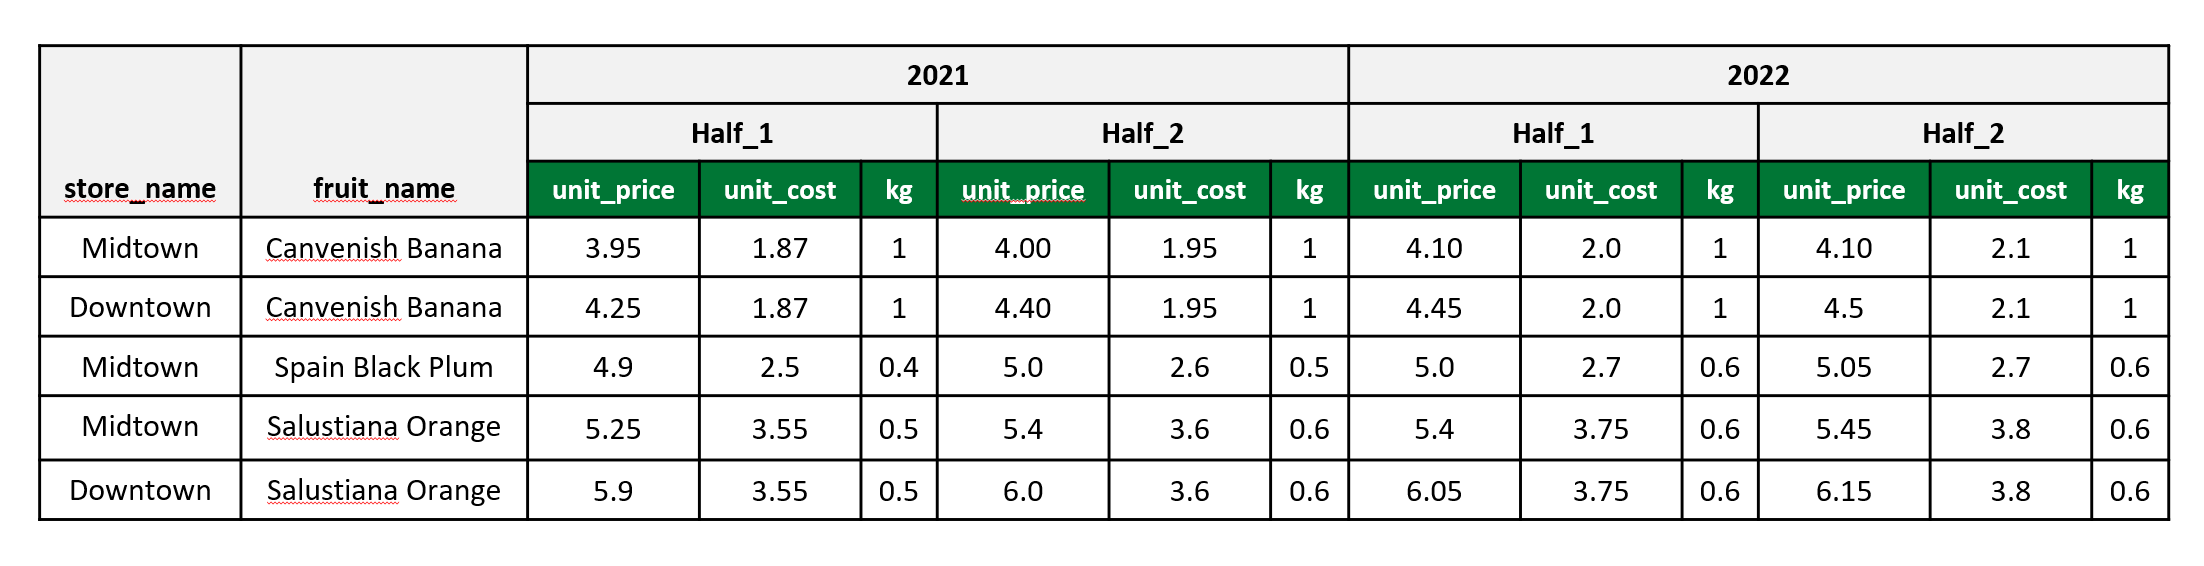 2021 2022
Half_1 Half_2 Half_1 Half_2
store_name fruit_name unit_price unit_cost kg unit_price unit_cost kg unit_price unit_cost kg unit_price unit_cost kg
Midtown Canvenish Banana 3.95 1.87 1 4.00 1.95 1 4.10 2.0 1 4.10 2.1 1
Downtown Canvenish Banana 4.25 1.87 1 4.40 1.95 1 4.45 2.0 1 4.5 2.1 1
Midtown Spain Black Plum 4.9 2.5 0.4 5.0 2.6 0.5 5.0 2.7 0.6 5.05 2.7 0.6
Midtown Salustiana Orange 5.25 3.55 0.5 5.4 3.6 0.6 5.4 3.75 0.6 5.45 3.8 0.6
Downtown Salustiana Orange 5.9 3.55 0.5 6.0 3.6 0.6 6.05 3.75 0.6 6.15 3.8 0.6